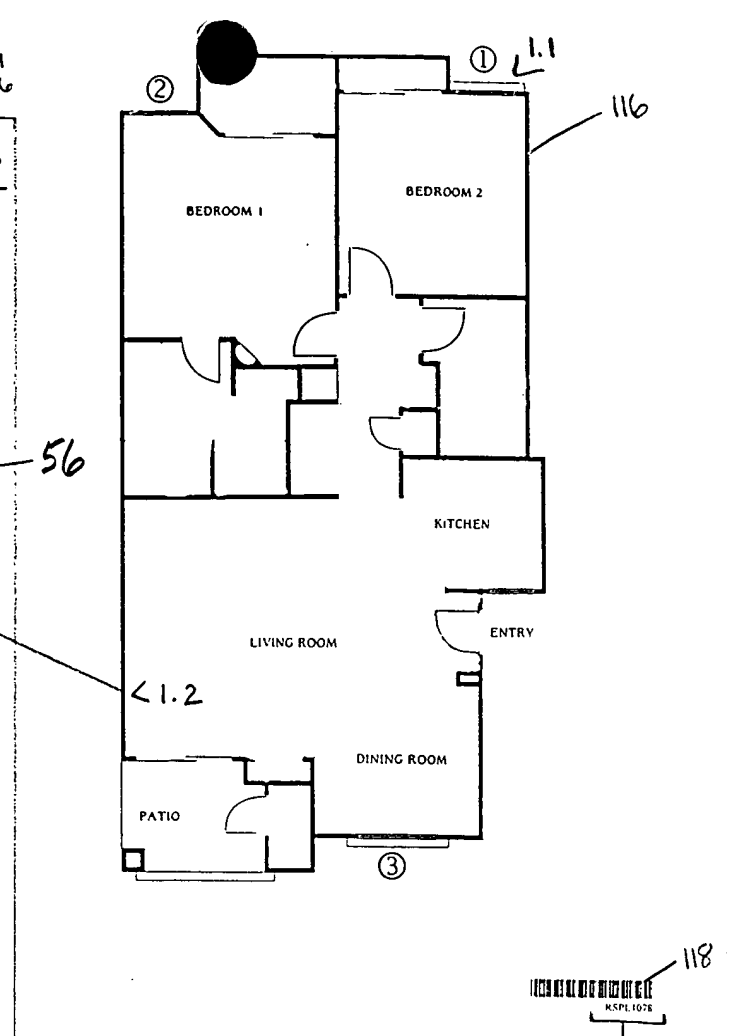 ①
1.1
②
116
BEDROOM 1
BEDROOM 2
56
KITCHEN
ENTRY
LIVING ROOM
< 1.2
DINING ROOM
PATIO
③
118
RSPL1078